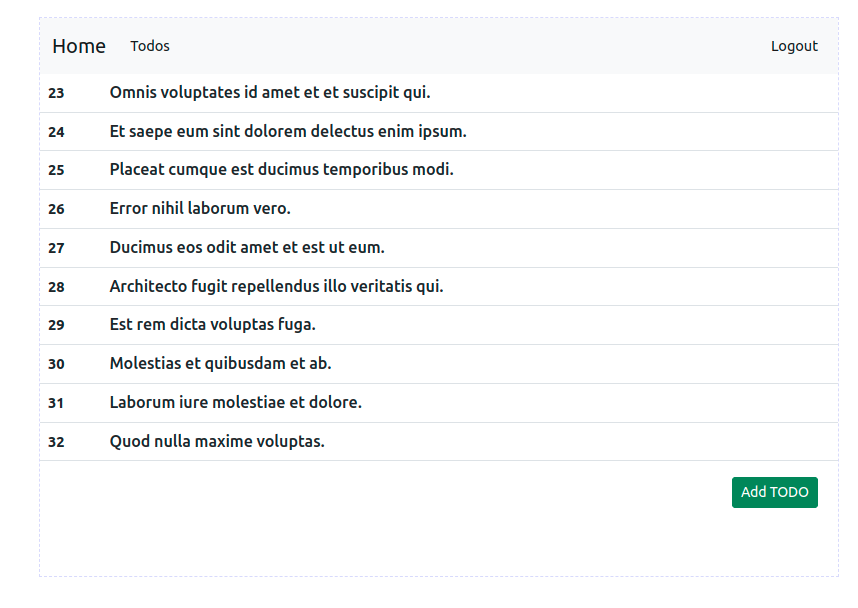 Home Todos Logout
23 Omnis voluptates id amet et et suscipit qui.
24 Et saepe eum sint dolorem delectus enim ipsum.
25 Placeat cumque est ducimus temporibus modi.
26 Error nihil laborum vero.
27 Ducimus eos odit amet et est ut eum.
28 Architecto fugit repellendus illo veritatis qui.
29 Est rem dicta voluptas fuga.
30 Molestias et quibusdam et ab.
31 Laborum iure molestiae et dolore.
32 Quod nulla maxime voluptas.
Add TODO